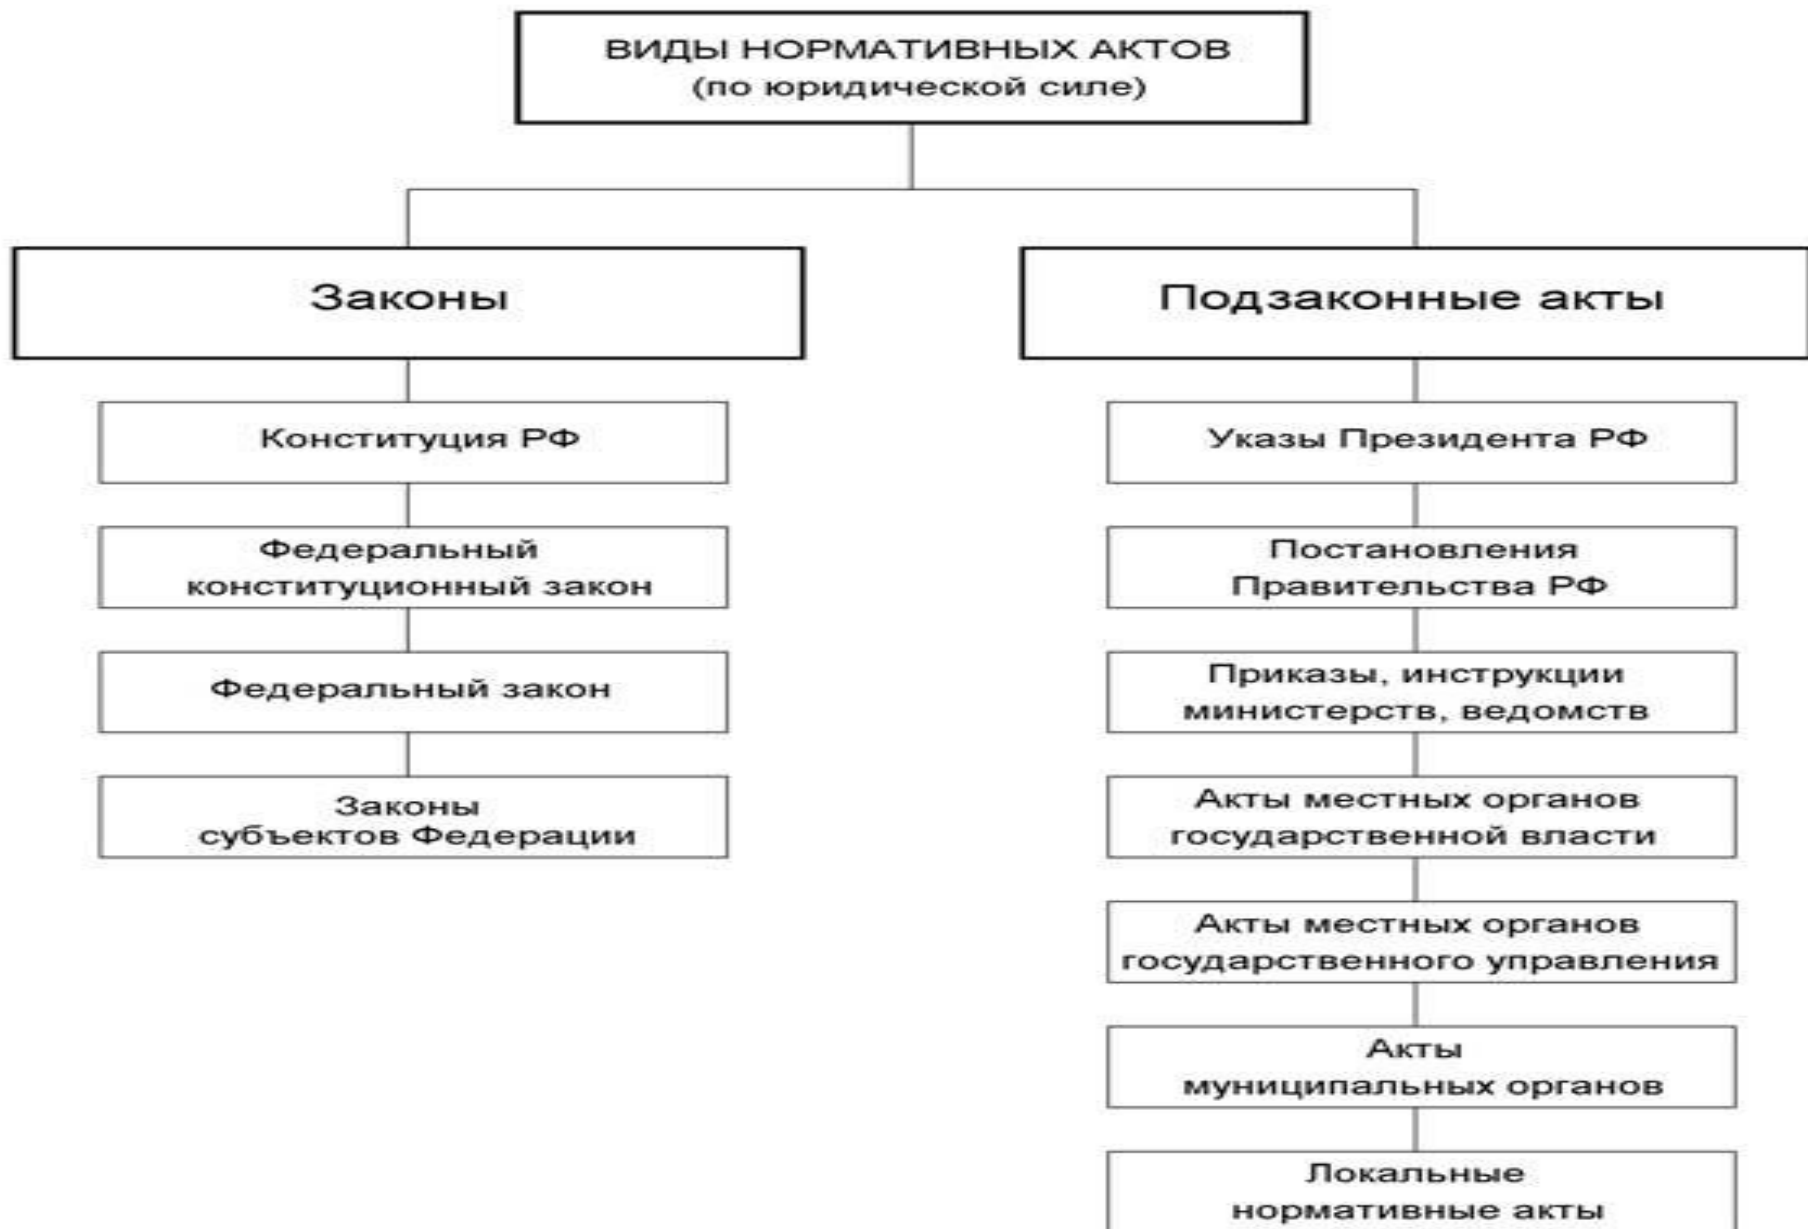 ВИДЫ НОРМАТИВНЫХ АКТОВ
(по юридической силе)
Законы
Конституция РФ
Федеральный
конституционный закон
Федеральный закон
Законы
субъектов Федерации
Подзаконные акты
Указы Президента РФ
Постановления
Правительства РФ
Приказы, инструкции
министерств, ведомств
Акты местных органов
государственной власти
Акты местных органов
государственного управления
Акты
муниципальных органов
Локальные
нормативные акты